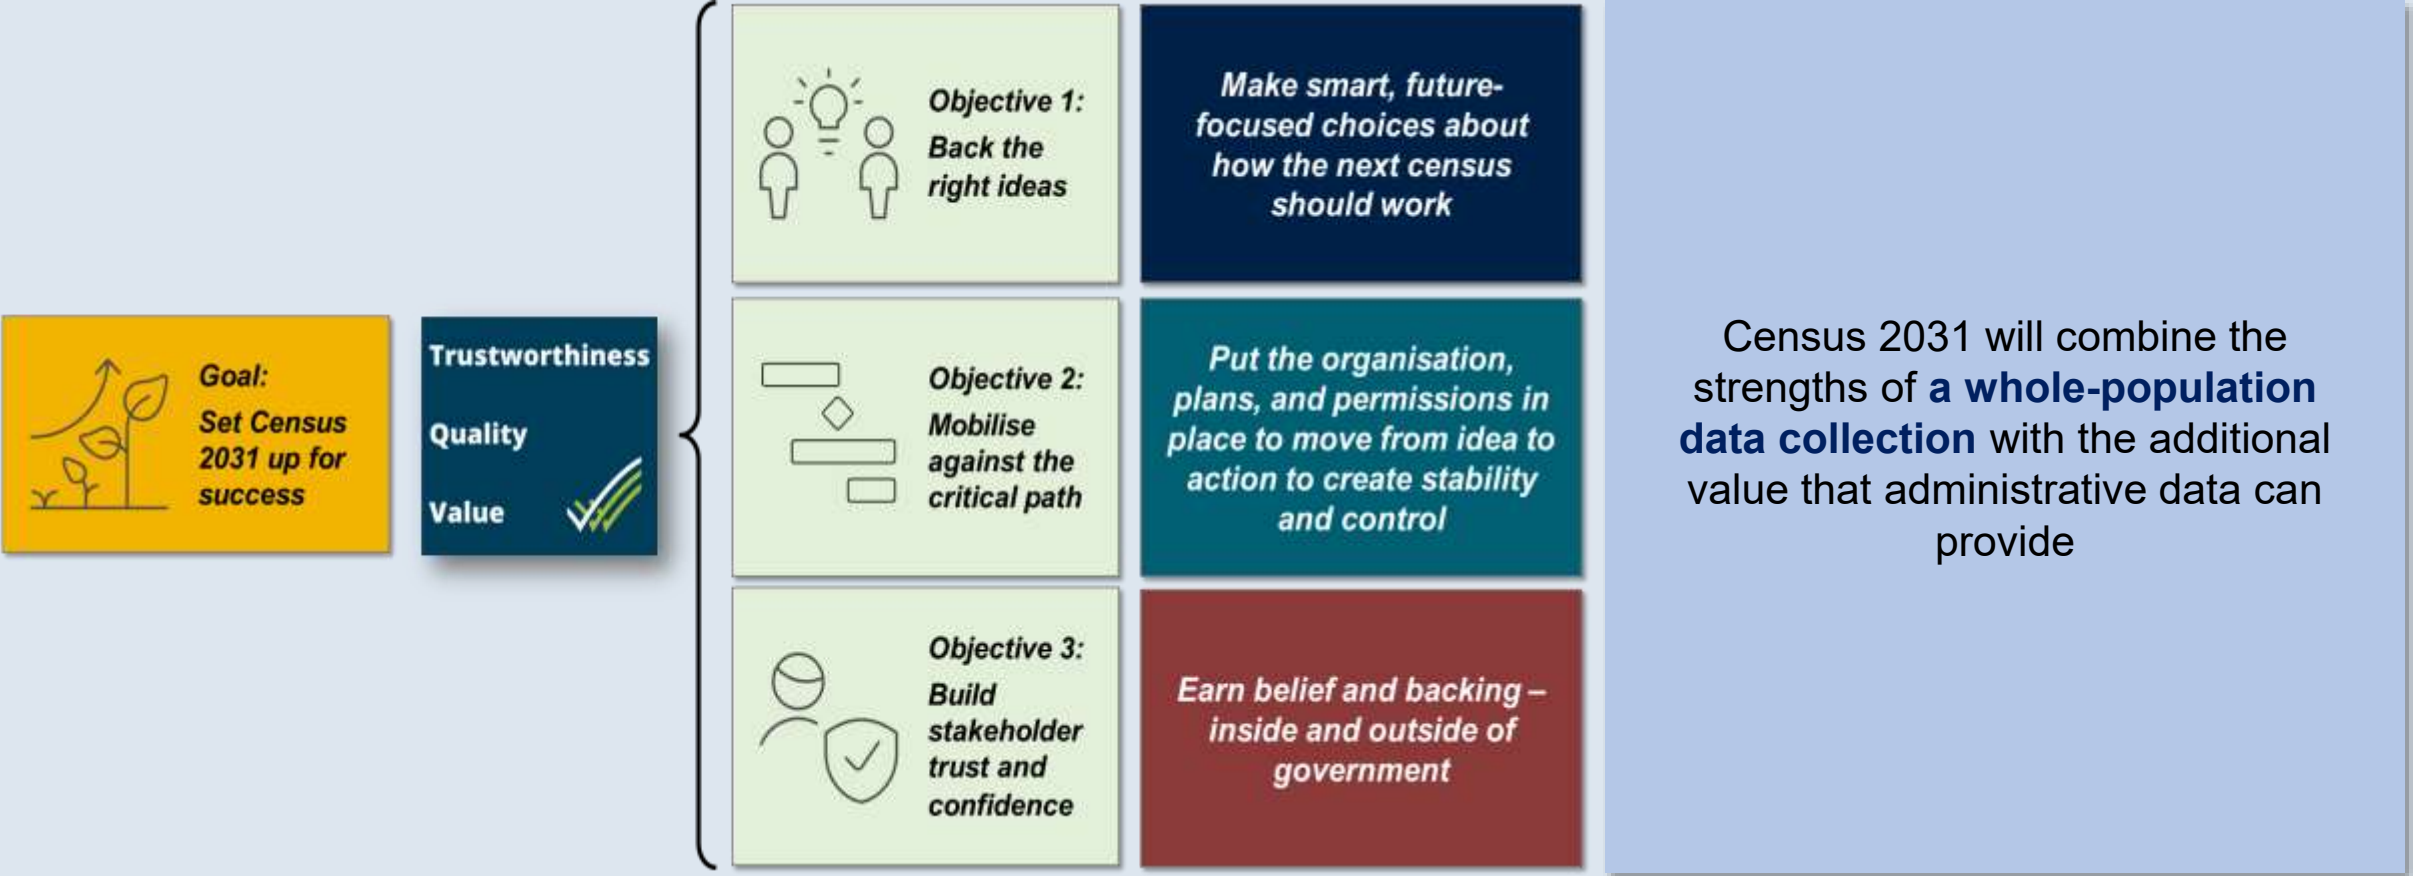 Goal:
Set Census
2031 up for
success
Trustworthiness
Quality
Value
Objective 1:
Back the
right ideas
Make smart, future-
focused choices about
how the next census
should work
Objective 2:
Mobilise
against the
critical path
Put the organisation,
plans, and permissions in
place to move from idea to
action to create stability
and control
Objective 3:
Build
stakeholder
trust and
confidence
Earn belief and backing –
inside and outside of
government
Census 2031 will combine the
strengths of a whole-population
data collection with the additional
value that administrative data can
provide